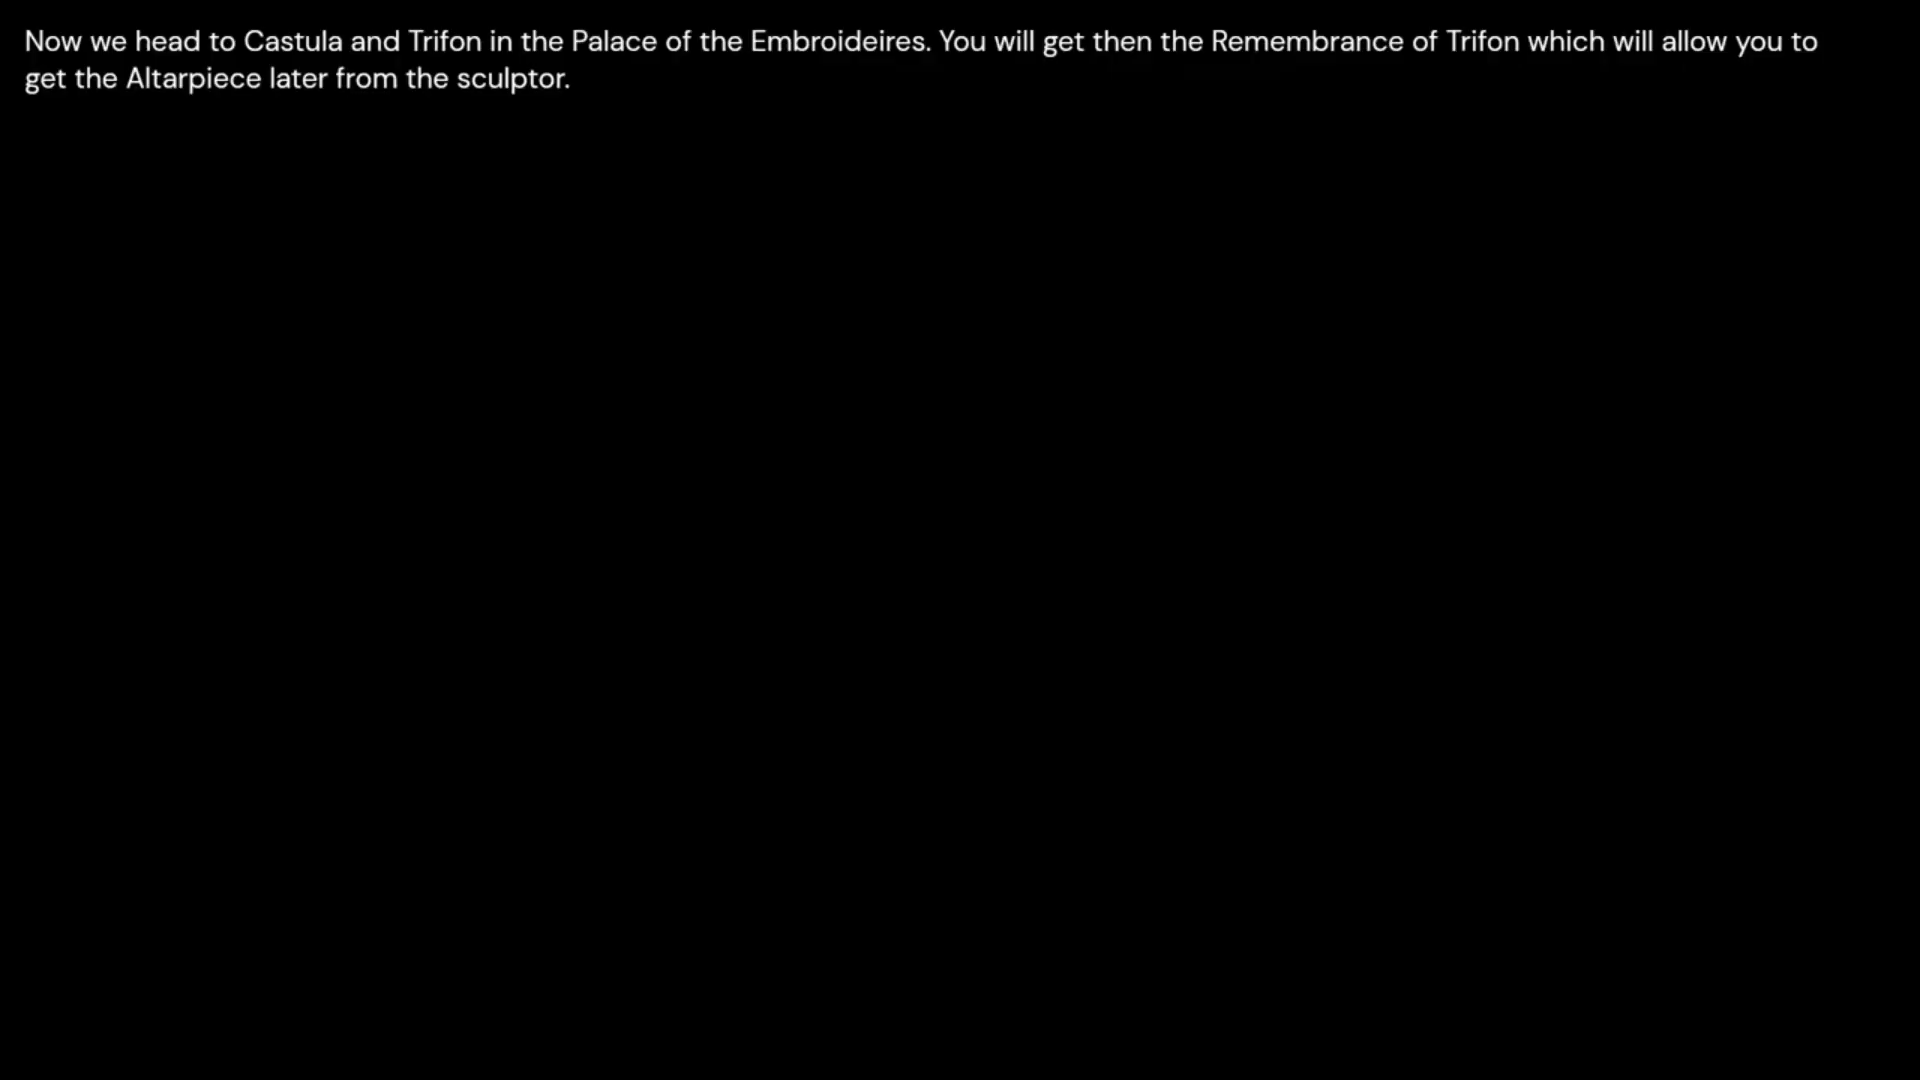 Now we head to Castula and Trifon in the Palace of the Embroideires. You will get then the Remembrance of Trifon which will allow you to
get the Altarpiece later from the sculptor.